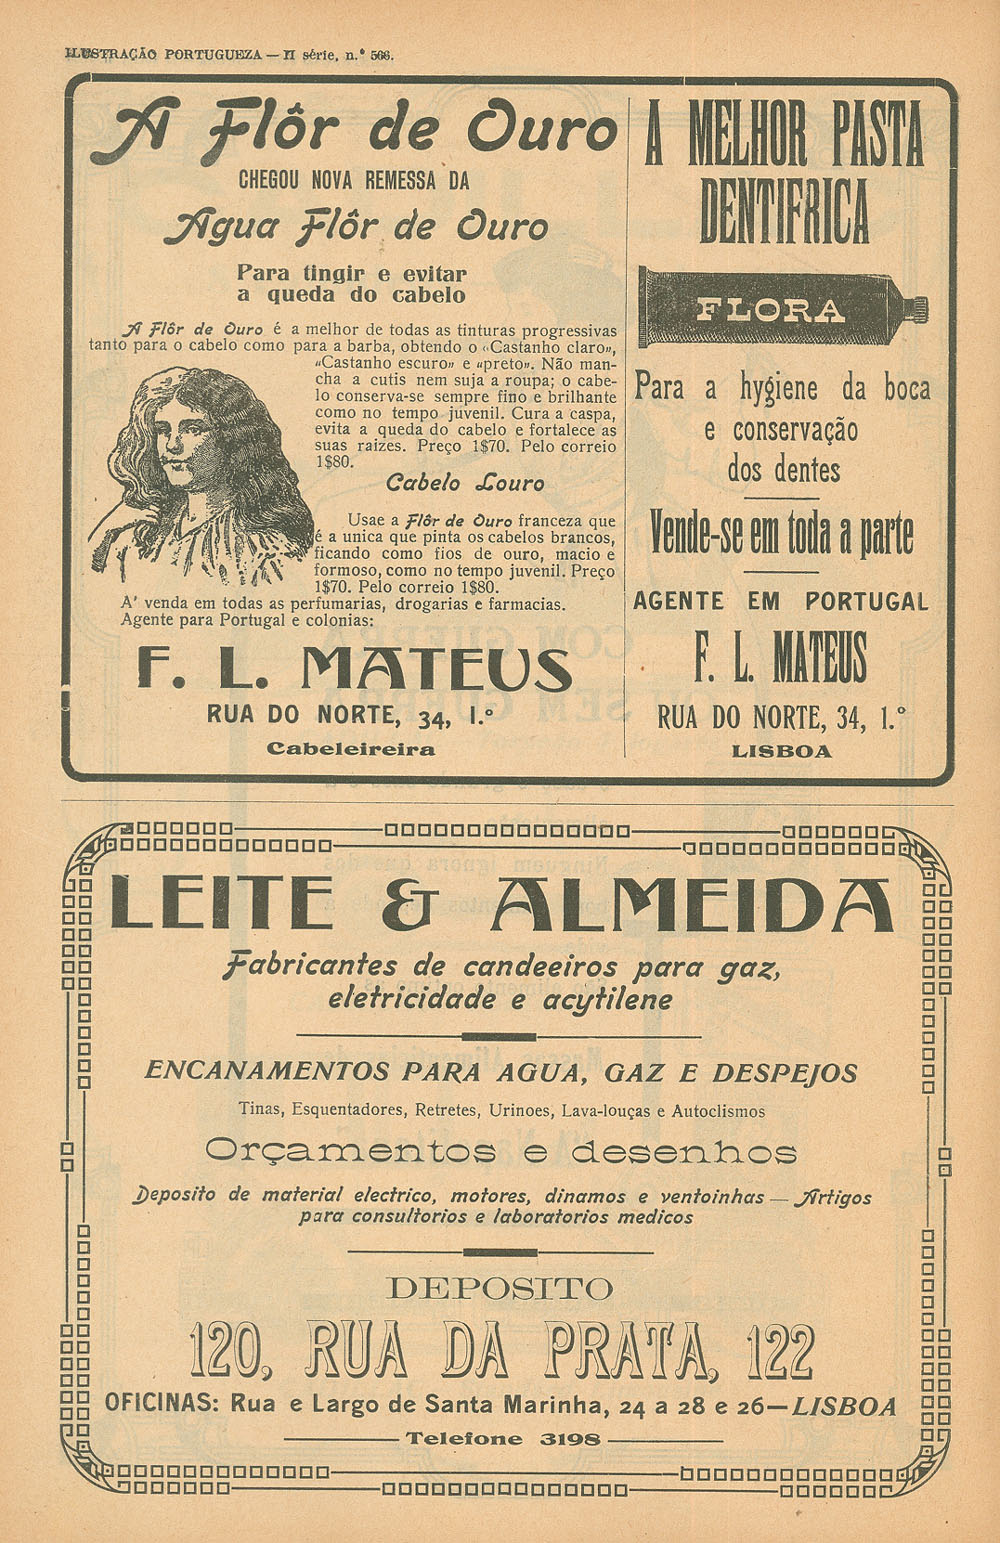 ILUSTRAÇÃO PORTUGUEZA — II série, n.º 566.
A Flôr de Ouro
CHEGOU NOVA REMESSA DA
Agua Flôr de Ouro
Para tingir e evitar
a queda do cabelo
A Flôr de Ouro é a melhor de todas as tinturas progressivas
tanto para o cabelo como para a barba, obtendo o «Castanho claro»,
«Castanho escuro» e «preto». Não man-
cha a cutis nem suja a roupa; o cabe-
lo conserva-se sempre fino e brilhante
como no tempo juvenil. Cura a caspa,
evita a queda do cabelo e fortalece as
suas raizes. Preço 1$70. Pelo correio
1$80.
Cabelo Louro
Usae a Flôr de Ouro franceza que
é a unica que pinta os cabelos brancos,
ficando como fios de ouro, macio e
formoso, como no tempo juvenil. Preço
1$70. Pelo correio 1$80.
A' venda em todas as perfumarias, drogarias e farmacias.
Agente para Portugal e colonias:
F. L. MATEUS
RUA DO NORTE, 34, 1.º
Cabeleireira
A MELHOR PASTA
DENTIFRICA
FLORA
Para a hygiene da boca
e conservação
dos dentes
Vende-se em toda a parte
AGENTE EM PORTUGAL
F. L. MATEUS
RUA DO NORTE, 34, 1.º
LISBOA
LEITE & ALMEIDA
Fabricantes de candeeiros para gaz,
eletricidade e acytilene
ENCANAMENTOS PARA AGUA, GAZ E DESPEJOS
Tinas, Esquentadores, Retretes, Urinoes, Lava-louças e Autoclismos
Orçamentos e desenhos
Deposito de material electrico, motores, dinamos e ventoinhas — Artigos
para consultorios e laboratorios medicos
DEPOSITO
120, RUA DA PRATA, 122
OFICINAS: Rua e Largo de Santa Marinha, 24 a 28 e 26—LISBOA
Telefone 3198